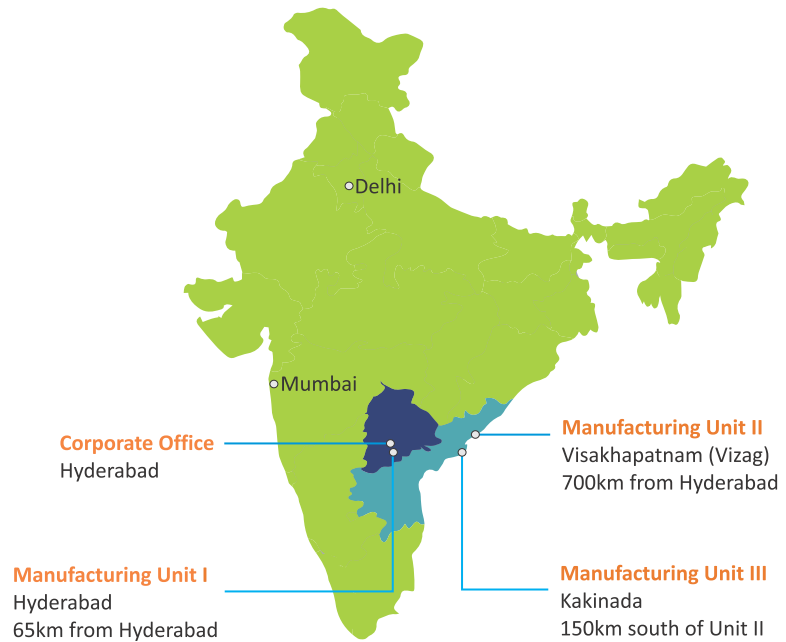 Delhi
Mumbai
Corporate Office
Hyderabad
Manufacturing Unit II
Visakhapatnam (Vizag)
700km from Hyderabad
Manufacturing Unit I
Hyderabad
65km from Hyderabad
Manufacturing Unit III
Kakinada
150km south of Unit II